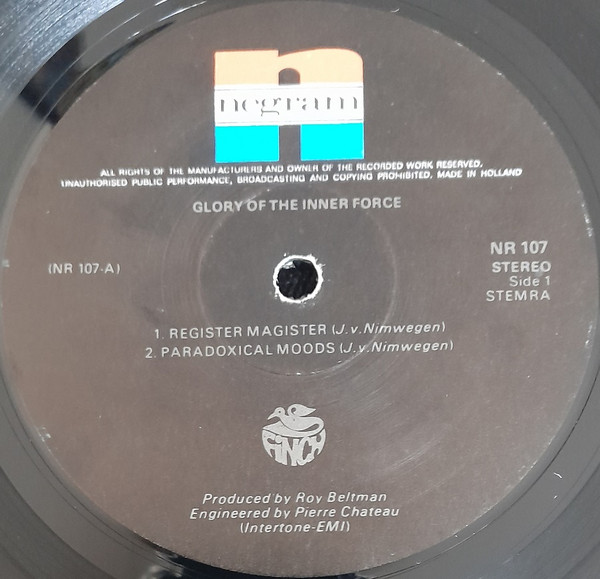 negram
ALL RIGHTS OF THE MANUFACTURERS AND OWNER OF THE RECORDED WORK RESERVED.
UNAUTHORISED PUBLIC PERFORMANCE, BROADCASTING AND COPYING PROHIBITED. MADE IN HOLLAND
GLORY OF THE INNER FORCE
(NR 107-A)
NR 107
STEREO
Side 1
STEMRA
1. REGISTER MAGISTER (J.v.Nimwegen)
2. PARADOXICAL MOODS (J.v.Nimwegen)
FINCH
Produced by Roy Beltman
Engineered by Pierre Chateau
(Intertone-EMI)